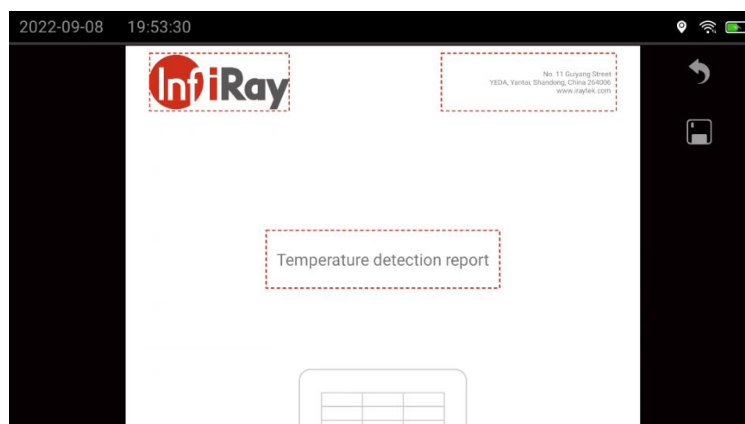 2022-09-08 19:53:30
InfiRay
No. 11 Guiyang Street
YEDA, Yantai, Shandong, China 264006
www.iraytek.com
Temperature detection report